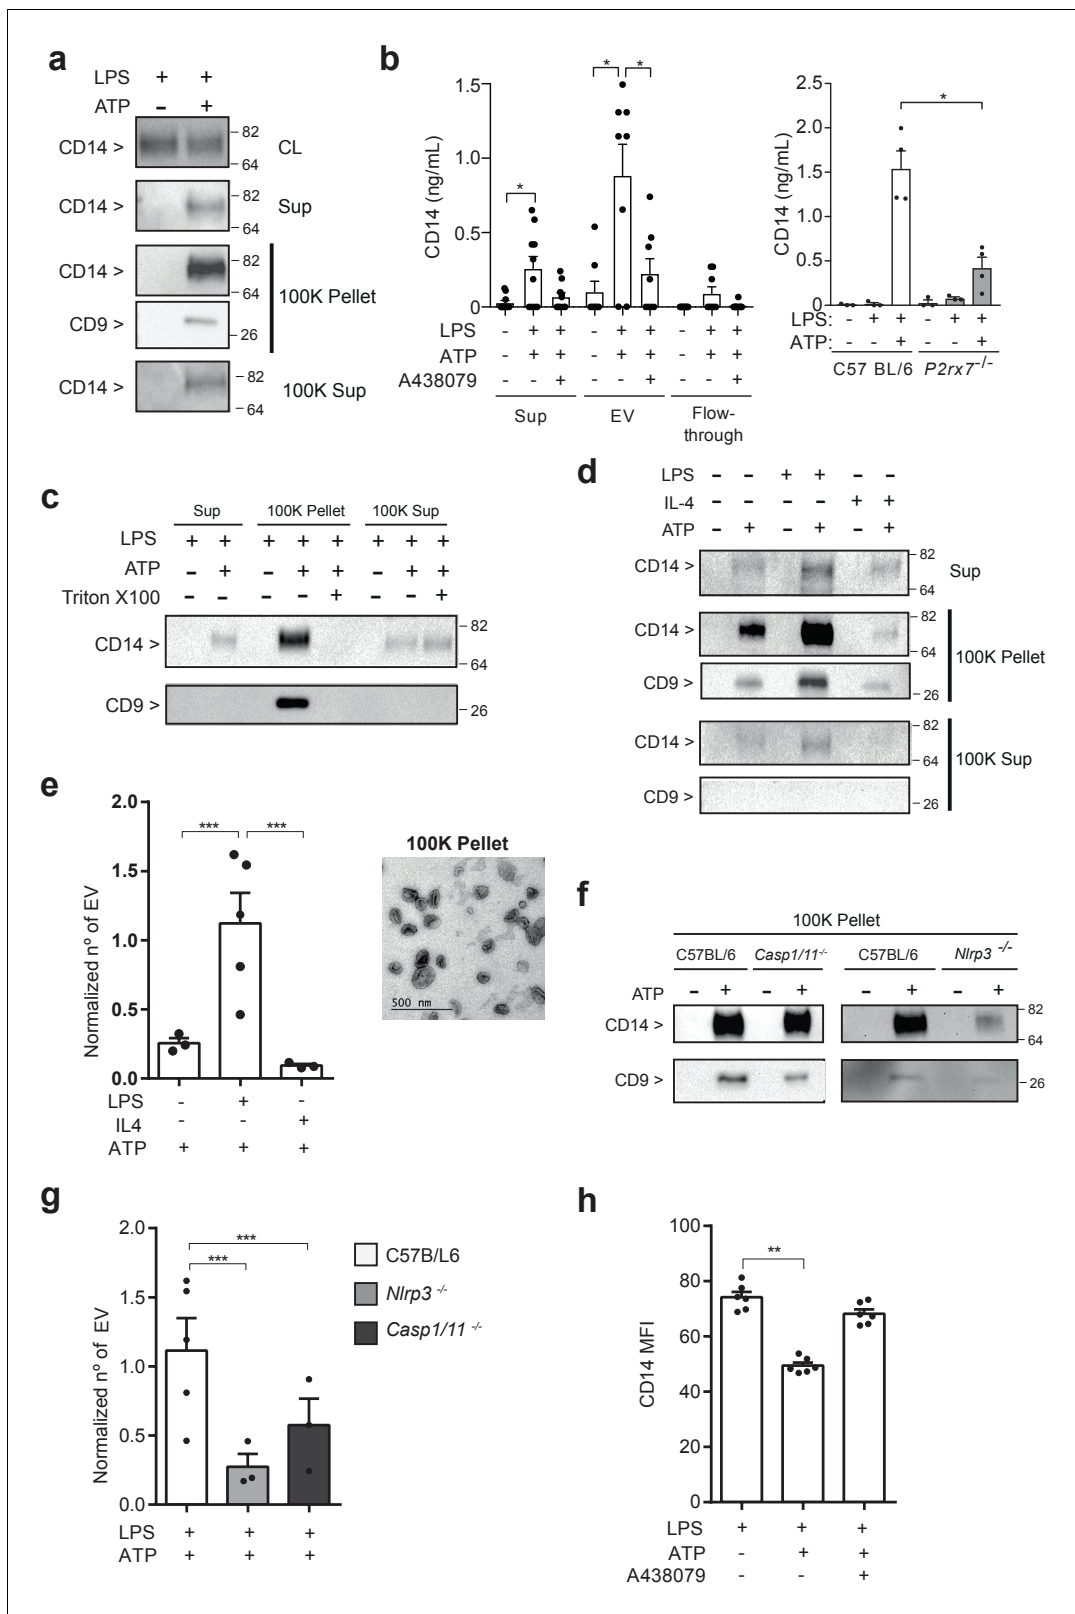 a
LPS + +
ATP – +
CD14 > – 82 CL
– 64
CD14 > – 82 Sup
– 64
CD14 > – 82
– 64
100K Pellet
CD9 > – 26
CD14 > – 82 100K Sup
– 64
b
CD14 (ng/mL)
1.5
1.0
0.5
0
* * *
LPS - + + - + + - + +
ATP - + + - + + - + +
A438079 - - + - - + - - +
Sup EV Flow-
through
CD14 (ng/mL)
2.5
2.0
1.5
1.0
0.5
0
*
LPS: - + + - + +
ATP: - - + - - +
C57 BL/6 P2rx7-/-
c
Sup 100K Pellet 100K Sup
LPS + + + + + + + +
ATP – + – + + – + +
Triton X100 – – – – + – – +
CD14 > – 82
– 64
CD9 > – 26
d
LPS – – + + – –
IL-4 – – – – + +
ATP – + – + – +
CD14 > – 82 Sup
– 64
CD14 > – 82
– 64
100K Pellet
CD9 > – 26
CD14 > – 82
– 64
100K Sup
CD9 > – 26
e
Normalized nº of EV
2.0
1.5
1.0
0.5
0.0
*** ***
LPS - + -
IL4 - - +
ATP + + +
100K Pellet
500 nm
f
100K Pellet
C57BL/6 Casp1/11-/- C57BL/6 Nlrp3 -/-
ATP – + – + – + – +
CD14 > – 82
– 64
CD9 > – 26
g
Normalized nº of EV
2.0
1.5
1.0
0.5
0.0
***
***
C57B/L6
Nlrp3 -/-
Casp1/11 -/-
LPS + + +
ATP + + +
h
CD14 MFI
100
80
60
40
20
0
**
LPS + + +
ATP - + +
A438079 - - +